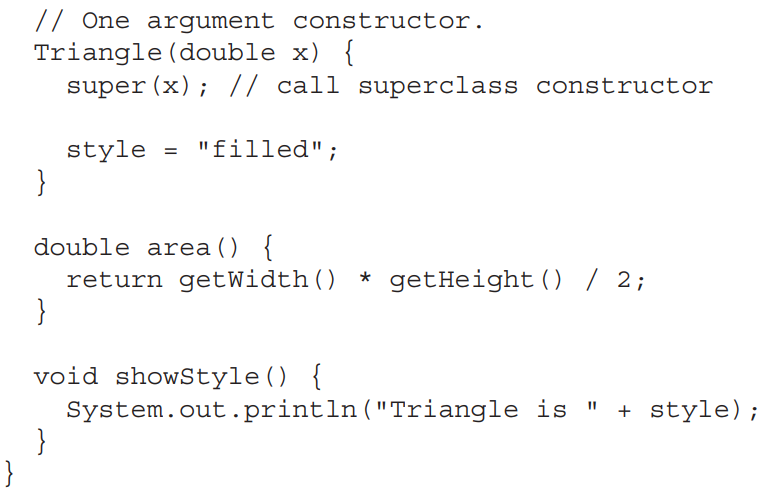 // One argument constructor.
Triangle(double x) {
super(x); // call superclass constructor
style = "filled";
}
double area() {
return getWidth() * getHeight() / 2;
}
void showStyle() {
System.out.println("Triangle is " + style);
}
}